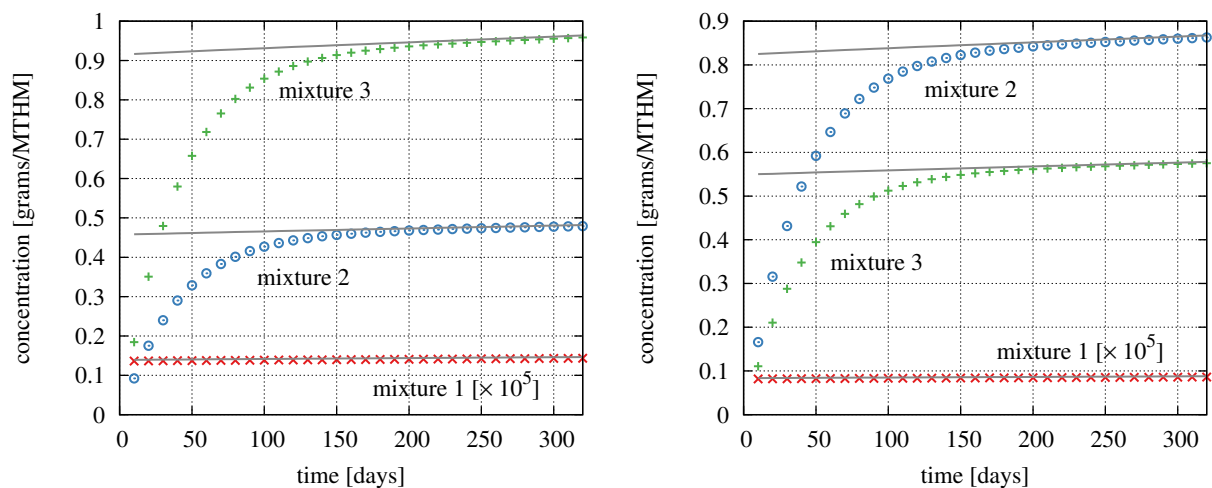 concentration [grams/MTHM]
1
0.9
0.8
0.7
0.6
0.5
0.4
0.3
0.2
0.1
0
mixture 3
mixture 2
mixture 1 [× 10⁵]
0 50 100 150 200 250 300
time [days]
concentration [grams/MTHM]
0.9
0.8
0.7
0.6
0.5
0.4
0.3
0.2
0.1
0
mixture 2
mixture 3
mixture 1 [× 10⁵]
0 50 100 150 200 250 300
time [days]